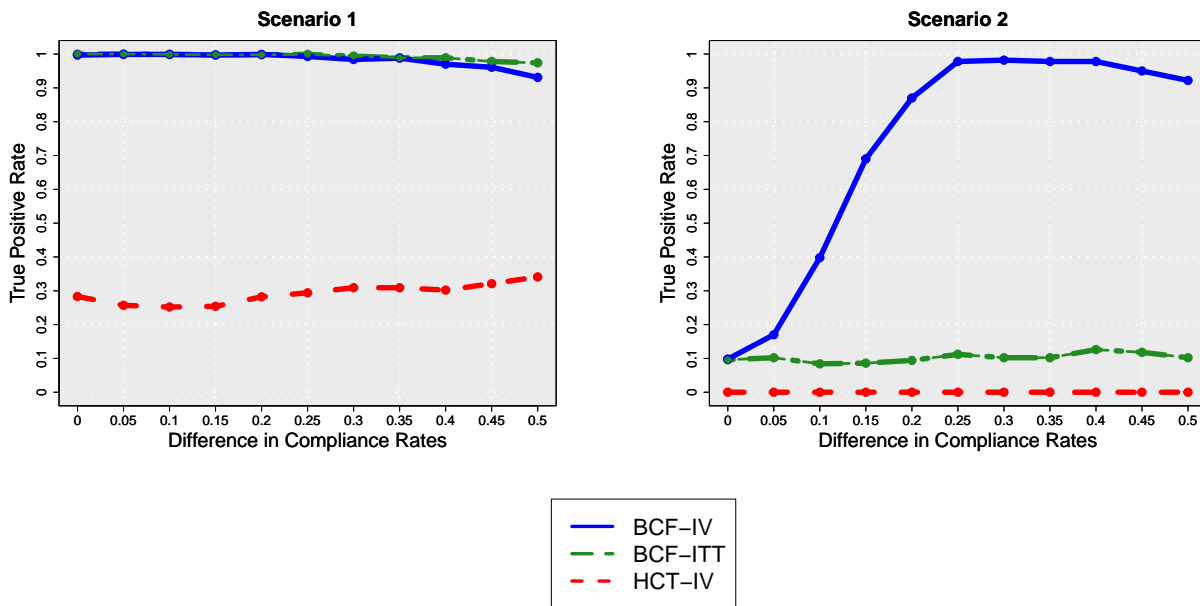 Scenario 1
True Positive Rate
1
0.9
0.8
0.7
0.6
0.5
0.4
0.3
0.2
0.1
0
0 0.05 0.1 0.15 0.2 0.25 0.3 0.35 0.4 0.45 0.5
Difference in Compliance Rates
Scenario 2
True Positive Rate
1
0.9
0.8
0.7
0.6
0.5
0.4
0.3
0.2
0.1
0
0 0.05 0.1 0.15 0.2 0.25 0.3 0.35 0.4 0.45 0.5
Difference in Compliance Rates
BCF−IV
BCF−ITT
HCT−IV